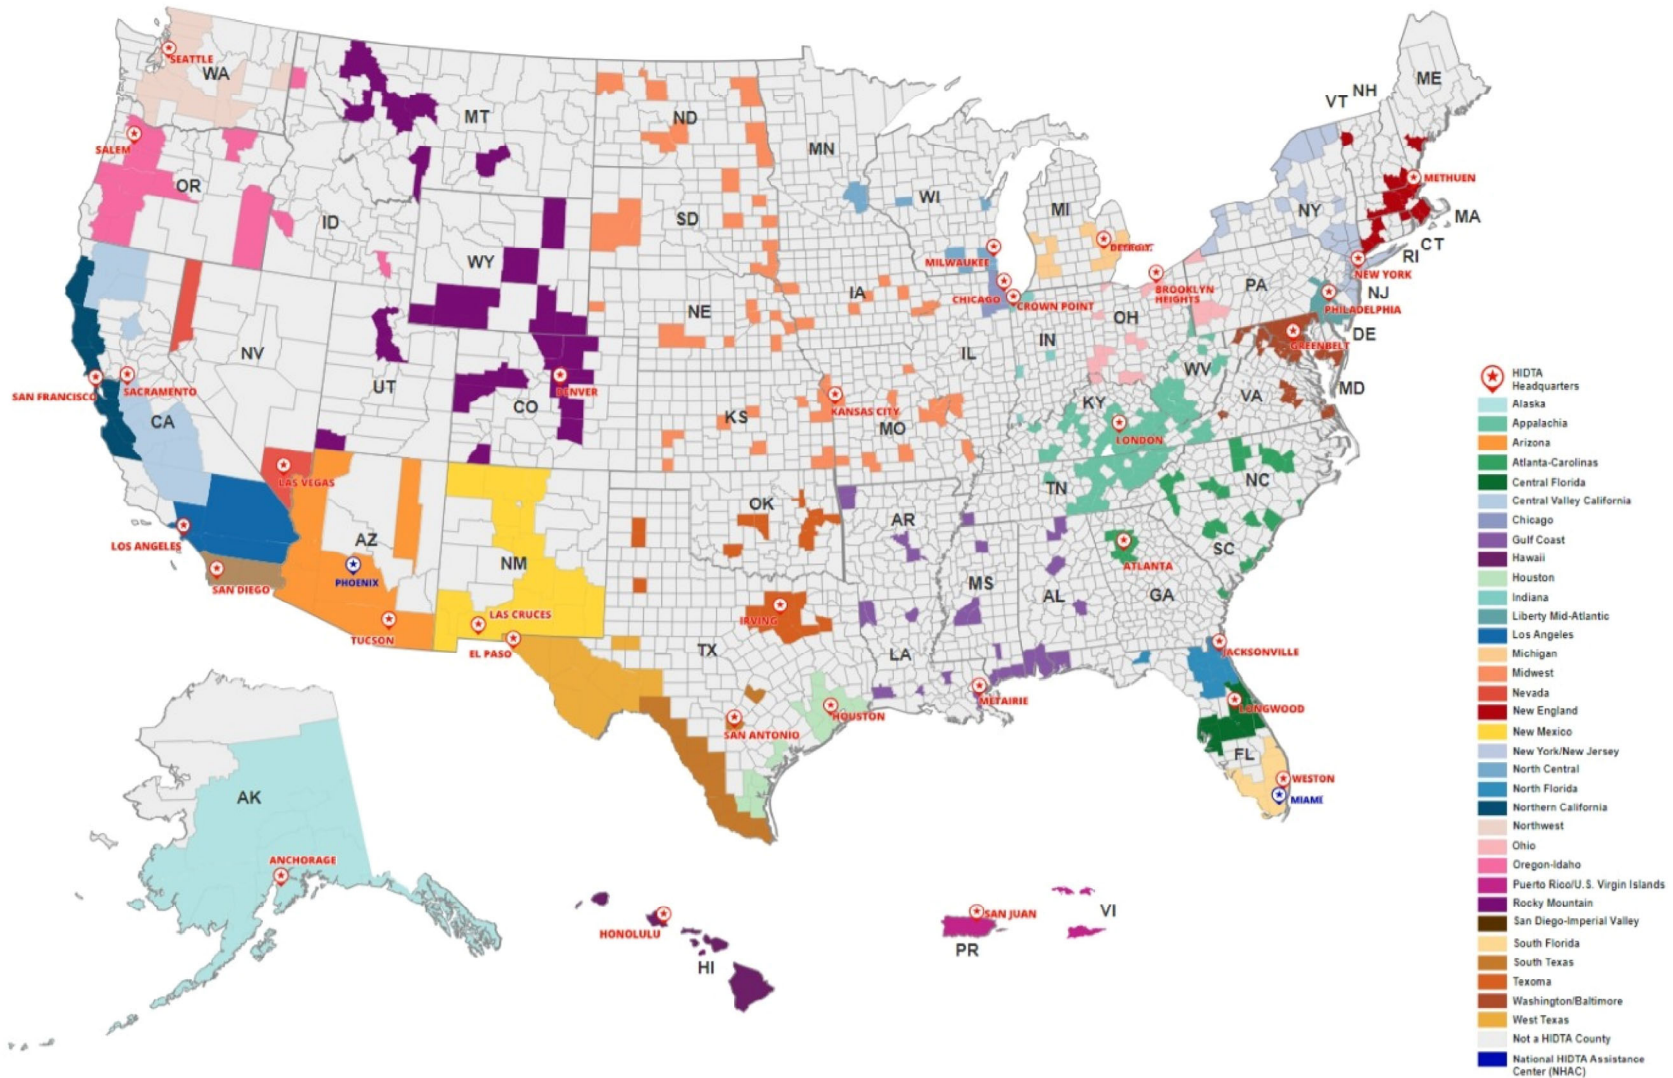 ME
NH
VT
SEATTLE
WA
MT
ND
MN
SALEM
METHUEN
OR
WI
MI
NY
MA
ID
SD
CT
DETROIT
RI
WY
MILWAUKEE
NEW YORK
BROOKLYN
HEIGHTS
PA
NJ
IA
CHICAGO
CROWN POINT
NE
OH
PHILADELPHIA
DE
IN
GREENBELT
NV
IL
WV
UT
DENVER
MD
SAN FRANCISCO
SACRAMENTO
CO
KS
KANSAS CITY
KY
VA
CA
MO
LONDON
LAS VEGAS
TN
NC
OK
AR
LOS ANGELES
AZ
SC
NM
ATLANTA
PHOENIX
MS
AL
GA
SAN DIEGO
LAS CRUCES
IRVING
TUCSON
EL PASO
TX
LA
JACKSONVILLE
METAIRIE
HOUSTON
LONGWOOD
SAN ANTONIO
FL
WESTON
MIAMI
AK
ANCHORAGE
HONOLULU
HI
SAN JUAN
PR
VI
HIDTA
Headquarters
Alaska
Appalachia
Arizona
Atlanta-Carolinas
Central Florida
Central Valley California
Chicago
Gulf Coast
Hawaii
Houston
Indiana
Liberty Mid-Atlantic
Los Angeles
Michigan
Midwest
Nevada
New England
New Mexico
New York/New Jersey
North Central
North Florida
Northern California
Northwest
Ohio
Oregon-Idaho
Puerto Rico/U.S. Virgin Islands
Rocky Mountain
San Diego-Imperial Valley
South Florida
South Texas
Texoma
Washington/Baltimore
West Texas
Not a HIDTA County
National HIDTA Assistance
Center (NHAC)